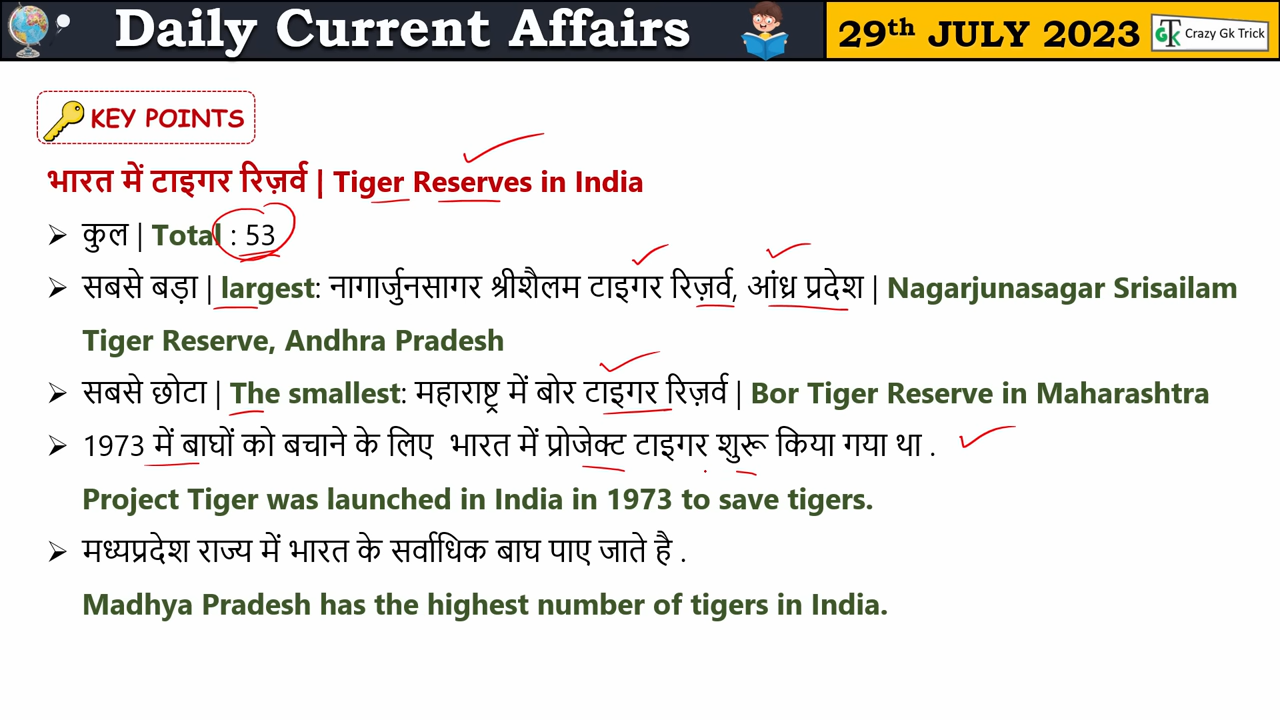 Daily Current Affairs
29th JULY 2023
GK Crazy Gk Trick
KEY POINTS
भारत में टाइगर रिज़र्व | Tiger Reserves in India
कुल | Total : 53
सबसे बड़ा | largest: नागार्जुनसागर श्रीशैलम टाइगर रिज़र्व, आंध्र प्रदेश | Nagarjunasagar Srisailam
Tiger Reserve, Andhra Pradesh
सबसे छोटा | The smallest: महाराष्ट्र में बोर टाइगर रिज़र्व | Bor Tiger Reserve in Maharashtra
1973 में बाघों को बचाने के लिए भारत में प्रोजेक्ट टाइगर शुरू किया गया था .
Project Tiger was launched in India in 1973 to save tigers.
मध्यप्रदेश राज्य में भारत के सर्वाधिक बाघ पाए जाते है .
Madhya Pradesh has the highest number of tigers in India.